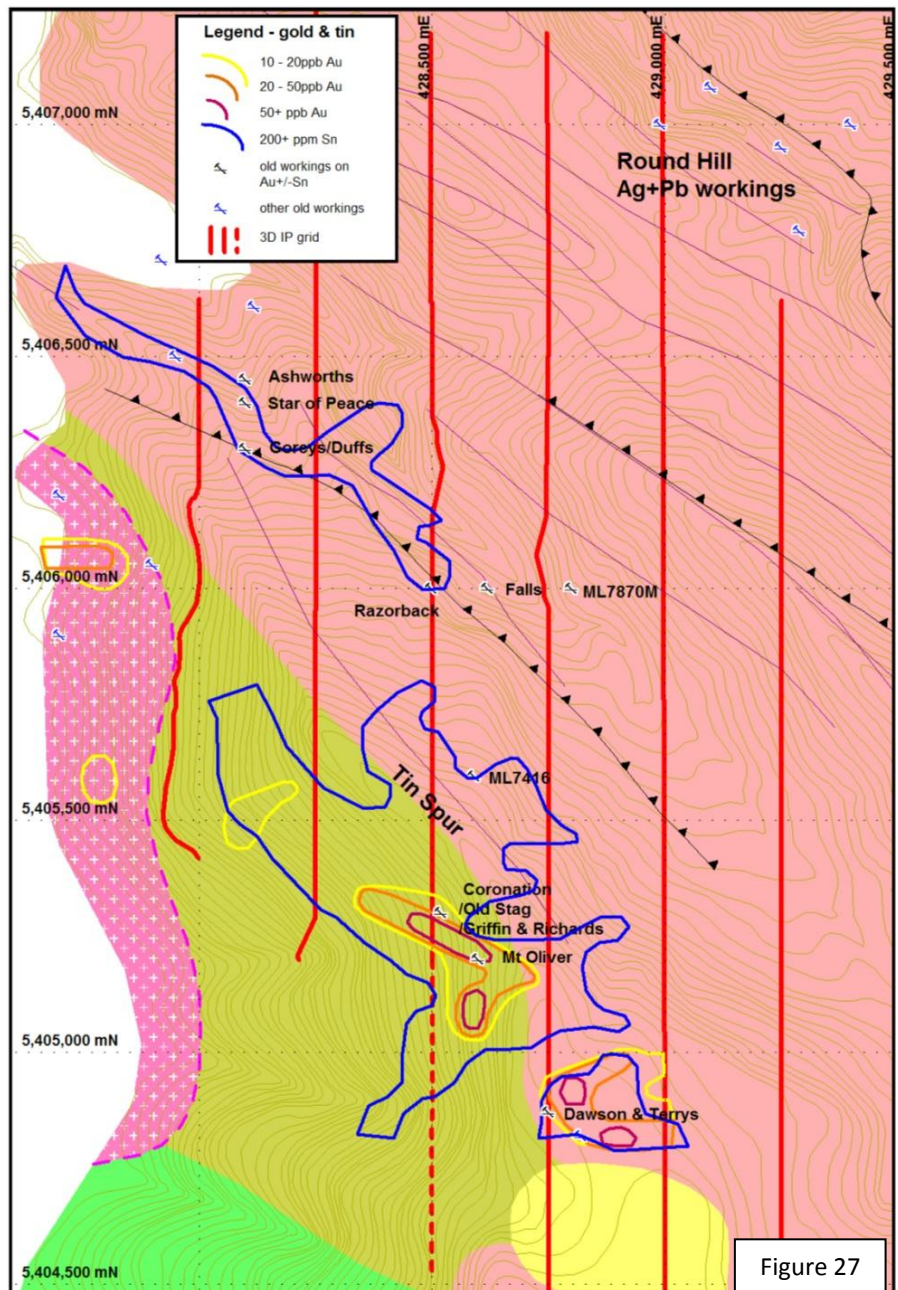 Legend - gold & tin
10 - 20ppb Au
20 - 50ppb Au
50+ ppb Au
200+ ppm Sn
old workings on
Au+/-Sn
other old workings
3D IP grid
428,500 mE
429,000 mE
429,500 mE
5,407,000 mN
Round Hill
Ag+Pb workings
5,406,500 mN
Ashworths
Star of Peace
Goreys/Duffs
5,406,000 mN
Falls
ML7870M
Razorback
ML7416
Tin Spur
5,405,500 mN
Coronation
/Old Stag
/Griffin & Richards
Mt Oliver
5,405,000 mN
Dawson & Terrys
5,404,500 mN
Figure 27